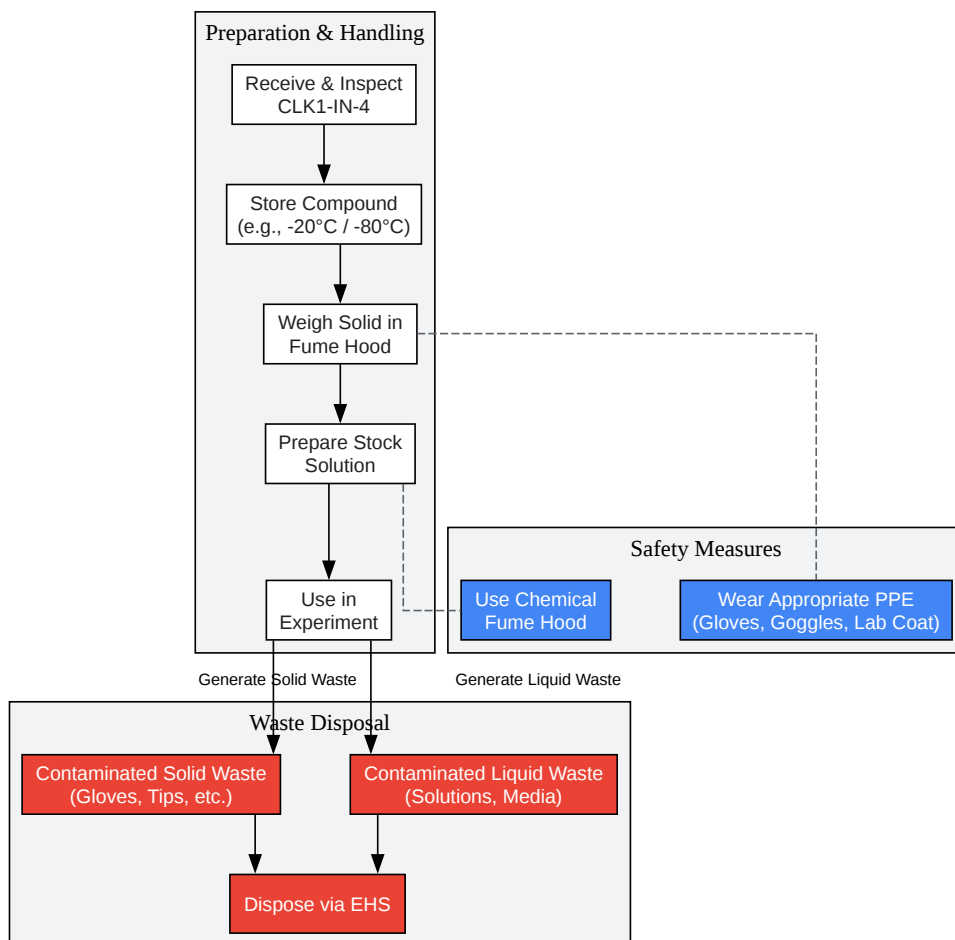 Preparation & Handling
Receive & Inspect
CLK1-IN-4
Store Compound
(e.g., -20°C / -80°C)
Weigh Solid in
Fume Hood
Prepare Stock
Solution
Use in
Experiment
Safety Measures
Use Chemical
Fume Hood
Wear Appropriate PPE
(Gloves, Goggles, Lab Coat)
Generate Solid Waste
Generate Liquid Waste
Waste Disposal
Contaminated Solid Waste
(Gloves, Tips, etc.)
Contaminated Liquid Waste
(Solutions, Media)
Dispose via EHS